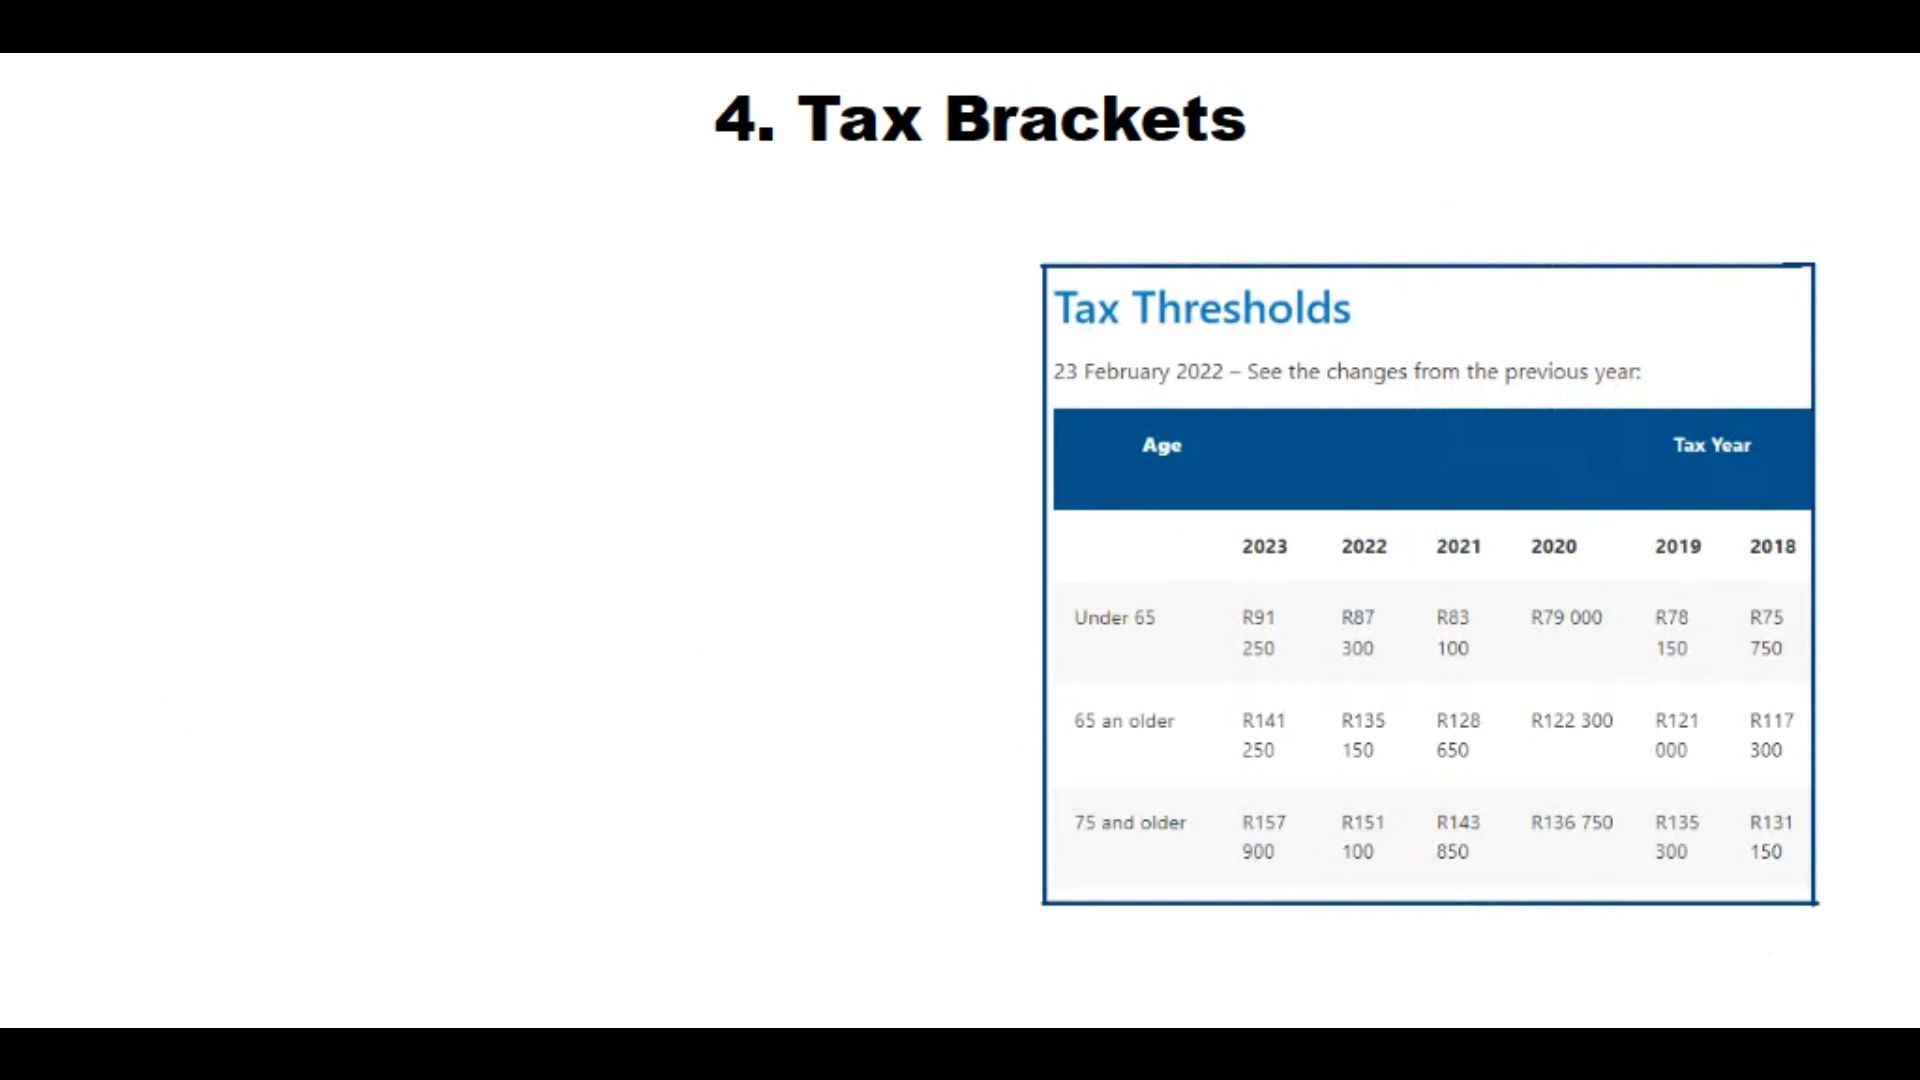 4. Tax Brackets
Tax Thresholds
23 February 2022 – See the changes from the previous year:
Age Tax Year
2023 2022 2021 2020 2019 2018
Under 65 R91 R87 R83 R79 000 R78 R75
250 300 100 150 750
65 an older R141 R135 R128 R122 300 R121 R117
250 150 650 000 300
75 and older R157 R151 R143 R136 750 R135 R131
900 100 850 300 150